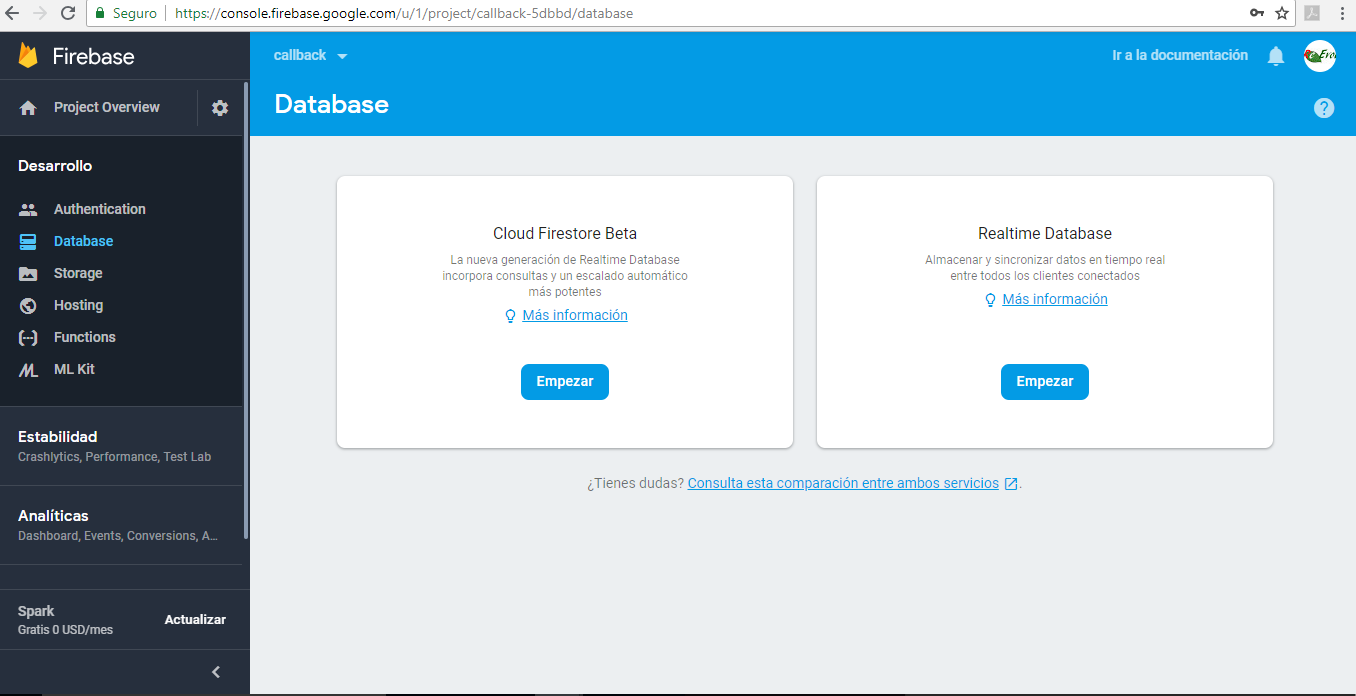 Seguro
https://console.firebase.google.com/u/1/project/callback-5dbbd/database
Firebase
callback
Ir a la documentación
Project Overview
Database
?
Desarrollo
Authentication
Database
Storage
Hosting
Functions
ML Kit
Estabilidad
Crashlytics, Performance, Test Lab
Analíticas
Dashboard, Events, Conversions, A...
Spark
Gratis 0 USD/mes
Actualizar
Cloud Firestore Beta
La nueva generación de Realtime Database
incorpora consultas y un escalado automático
más potentes
Más información
Empezar
Realtime Database
Almacenar y sincronizar datos en tiempo real
entre todos los clientes conectados
Más información
Empezar
¿Tienes dudas? Consulta esta comparación entre ambos servicios.